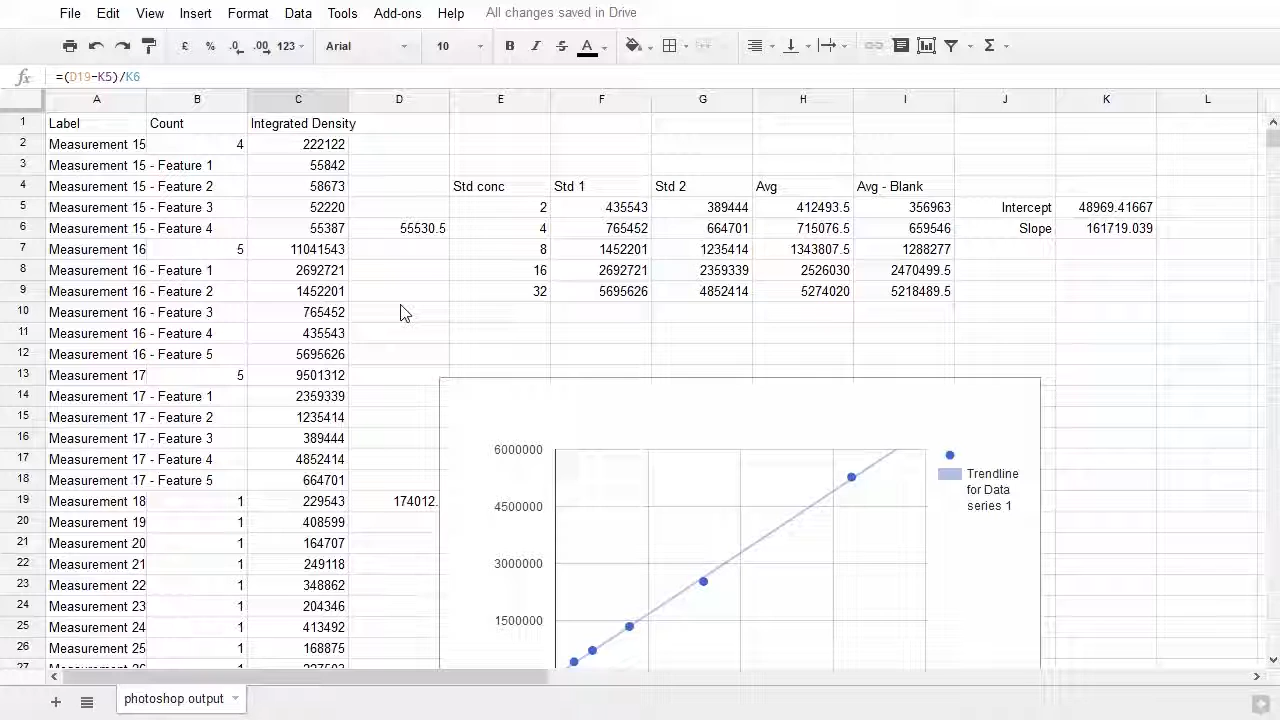 File Edit View Insert Format Data Tools Add-ons Help All changes saved in Drive
£ % .0 .00 123 Arial 10 B I S A Σ
fx =(D19-K5)/K6
A B C D E F G H I J K L
1 Label Count Integrated Density
2 Measurement 15 4 222122
3 Measurement 15 - Feature 1 55842
4 Measurement 15 - Feature 2 58673 Std conc Std 1 Std 2 Avg Avg - Blank
5 Measurement 15 - Feature 3 52220 2 435543 389444 412493.5 356963 Intercept 48969.41667
6 Measurement 15 - Feature 4 55387 55530.5 4 765452 664701 715076.5 659546 Slope 161719.039
7 Measurement 16 5 11041543 8 1452201 1235414 1343807.5 1288277
8 Measurement 16 - Feature 1 2692721 16 2692721 2359339 2526030 2470499.5
9 Measurement 16 - Feature 2 1452201 32 5695626 4852414 5274020 5218489.5
10 Measurement 16 - Feature 3 765452
11 Measurement 16 - Feature 4 435543
12 Measurement 16 - Feature 5 5695626
13 Measurement 17 5 9501312
14 Measurement 17 - Feature 1 2359339
15 Measurement 17 - Feature 2 1235414
16 Measurement 17 - Feature 3 389444
17 Measurement 17 - Feature 4 4852414
18 Measurement 17 - Feature 5 664701
19 Measurement 18 1 229543 174012.
20 Measurement 19 1 408599
21 Measurement 20 1 164707
22 Measurement 21 1 249118
23 Measurement 22 1 348862
24 Measurement 23 1 204346
25 Measurement 24 1 413492
26 Measurement 25 1 168875
27
6000000
4500000
3000000
1500000
Trendline
for Data
series 1
photoshop output